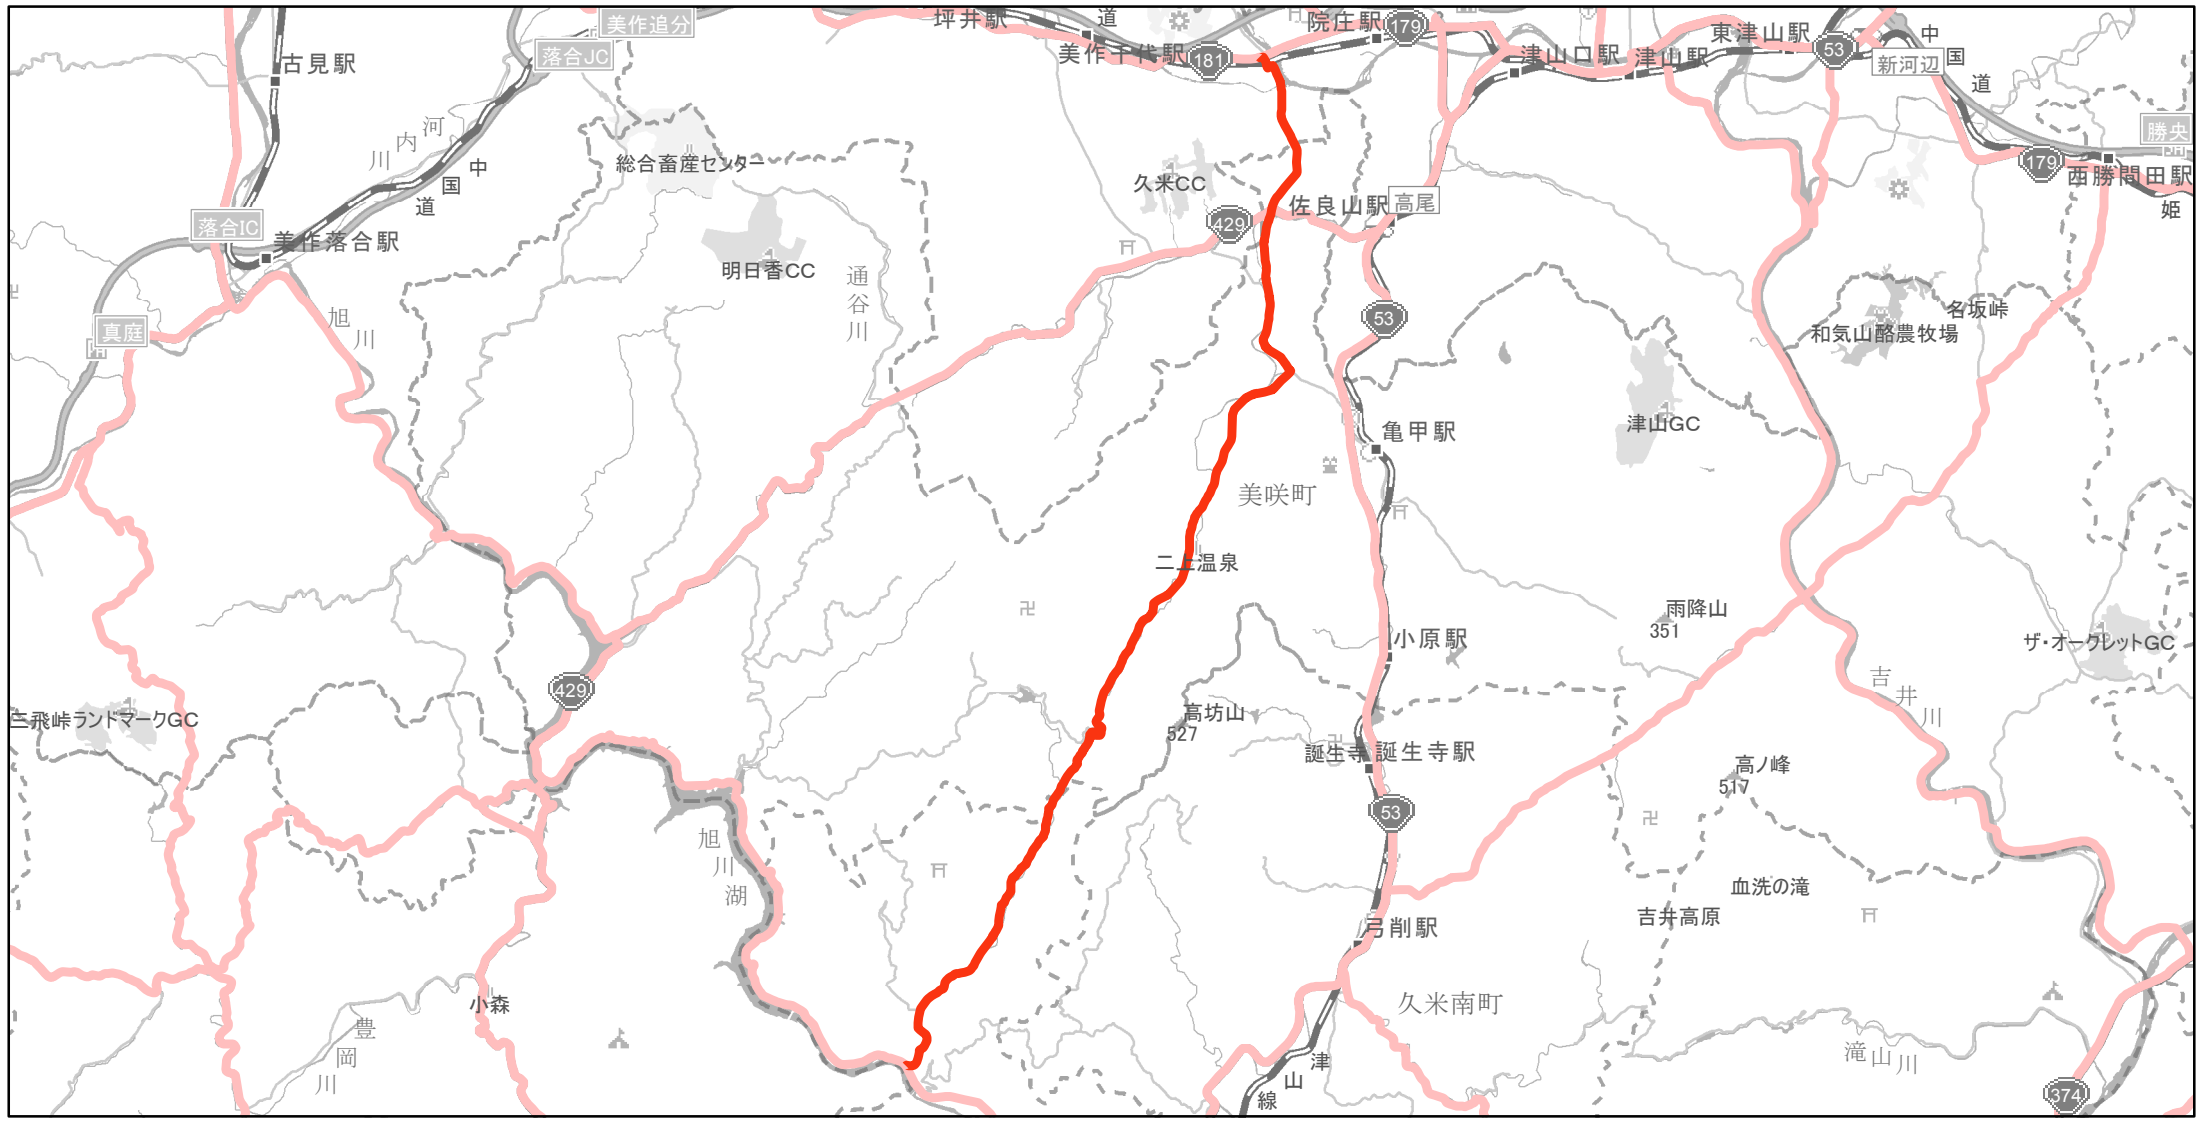 美作追分
坪井駅
道
院庄駅
179
東津山駅
53
中
国
道
新河辺
古見駅
落合JC
美作千代駅
181
津山口駅
津山駅
勝央
河
内
川
中
国
道
総合畜産センター
久米CC
179
西勝間田駅
姫
落合IC
美作落合駅
429
佐良山駅
高尾
明日香CC
通
谷
川
真庭
旭
川
53
名坂峠
和気山酪農牧場
亀甲駅
津山GC
美咲町
二上温泉
雨降山
351
小原駅
ザ・オークレットGC
429
三飛峠ランドマークGC
高坊山
527
誕生寺
誕生寺駅
吉
井
川
高ノ峰
517
53
旭
川
湖
血洗の滝
吉井高原
弓削駅
小森
久米南町
豊
岡
川
滝山川
津
山
線
374